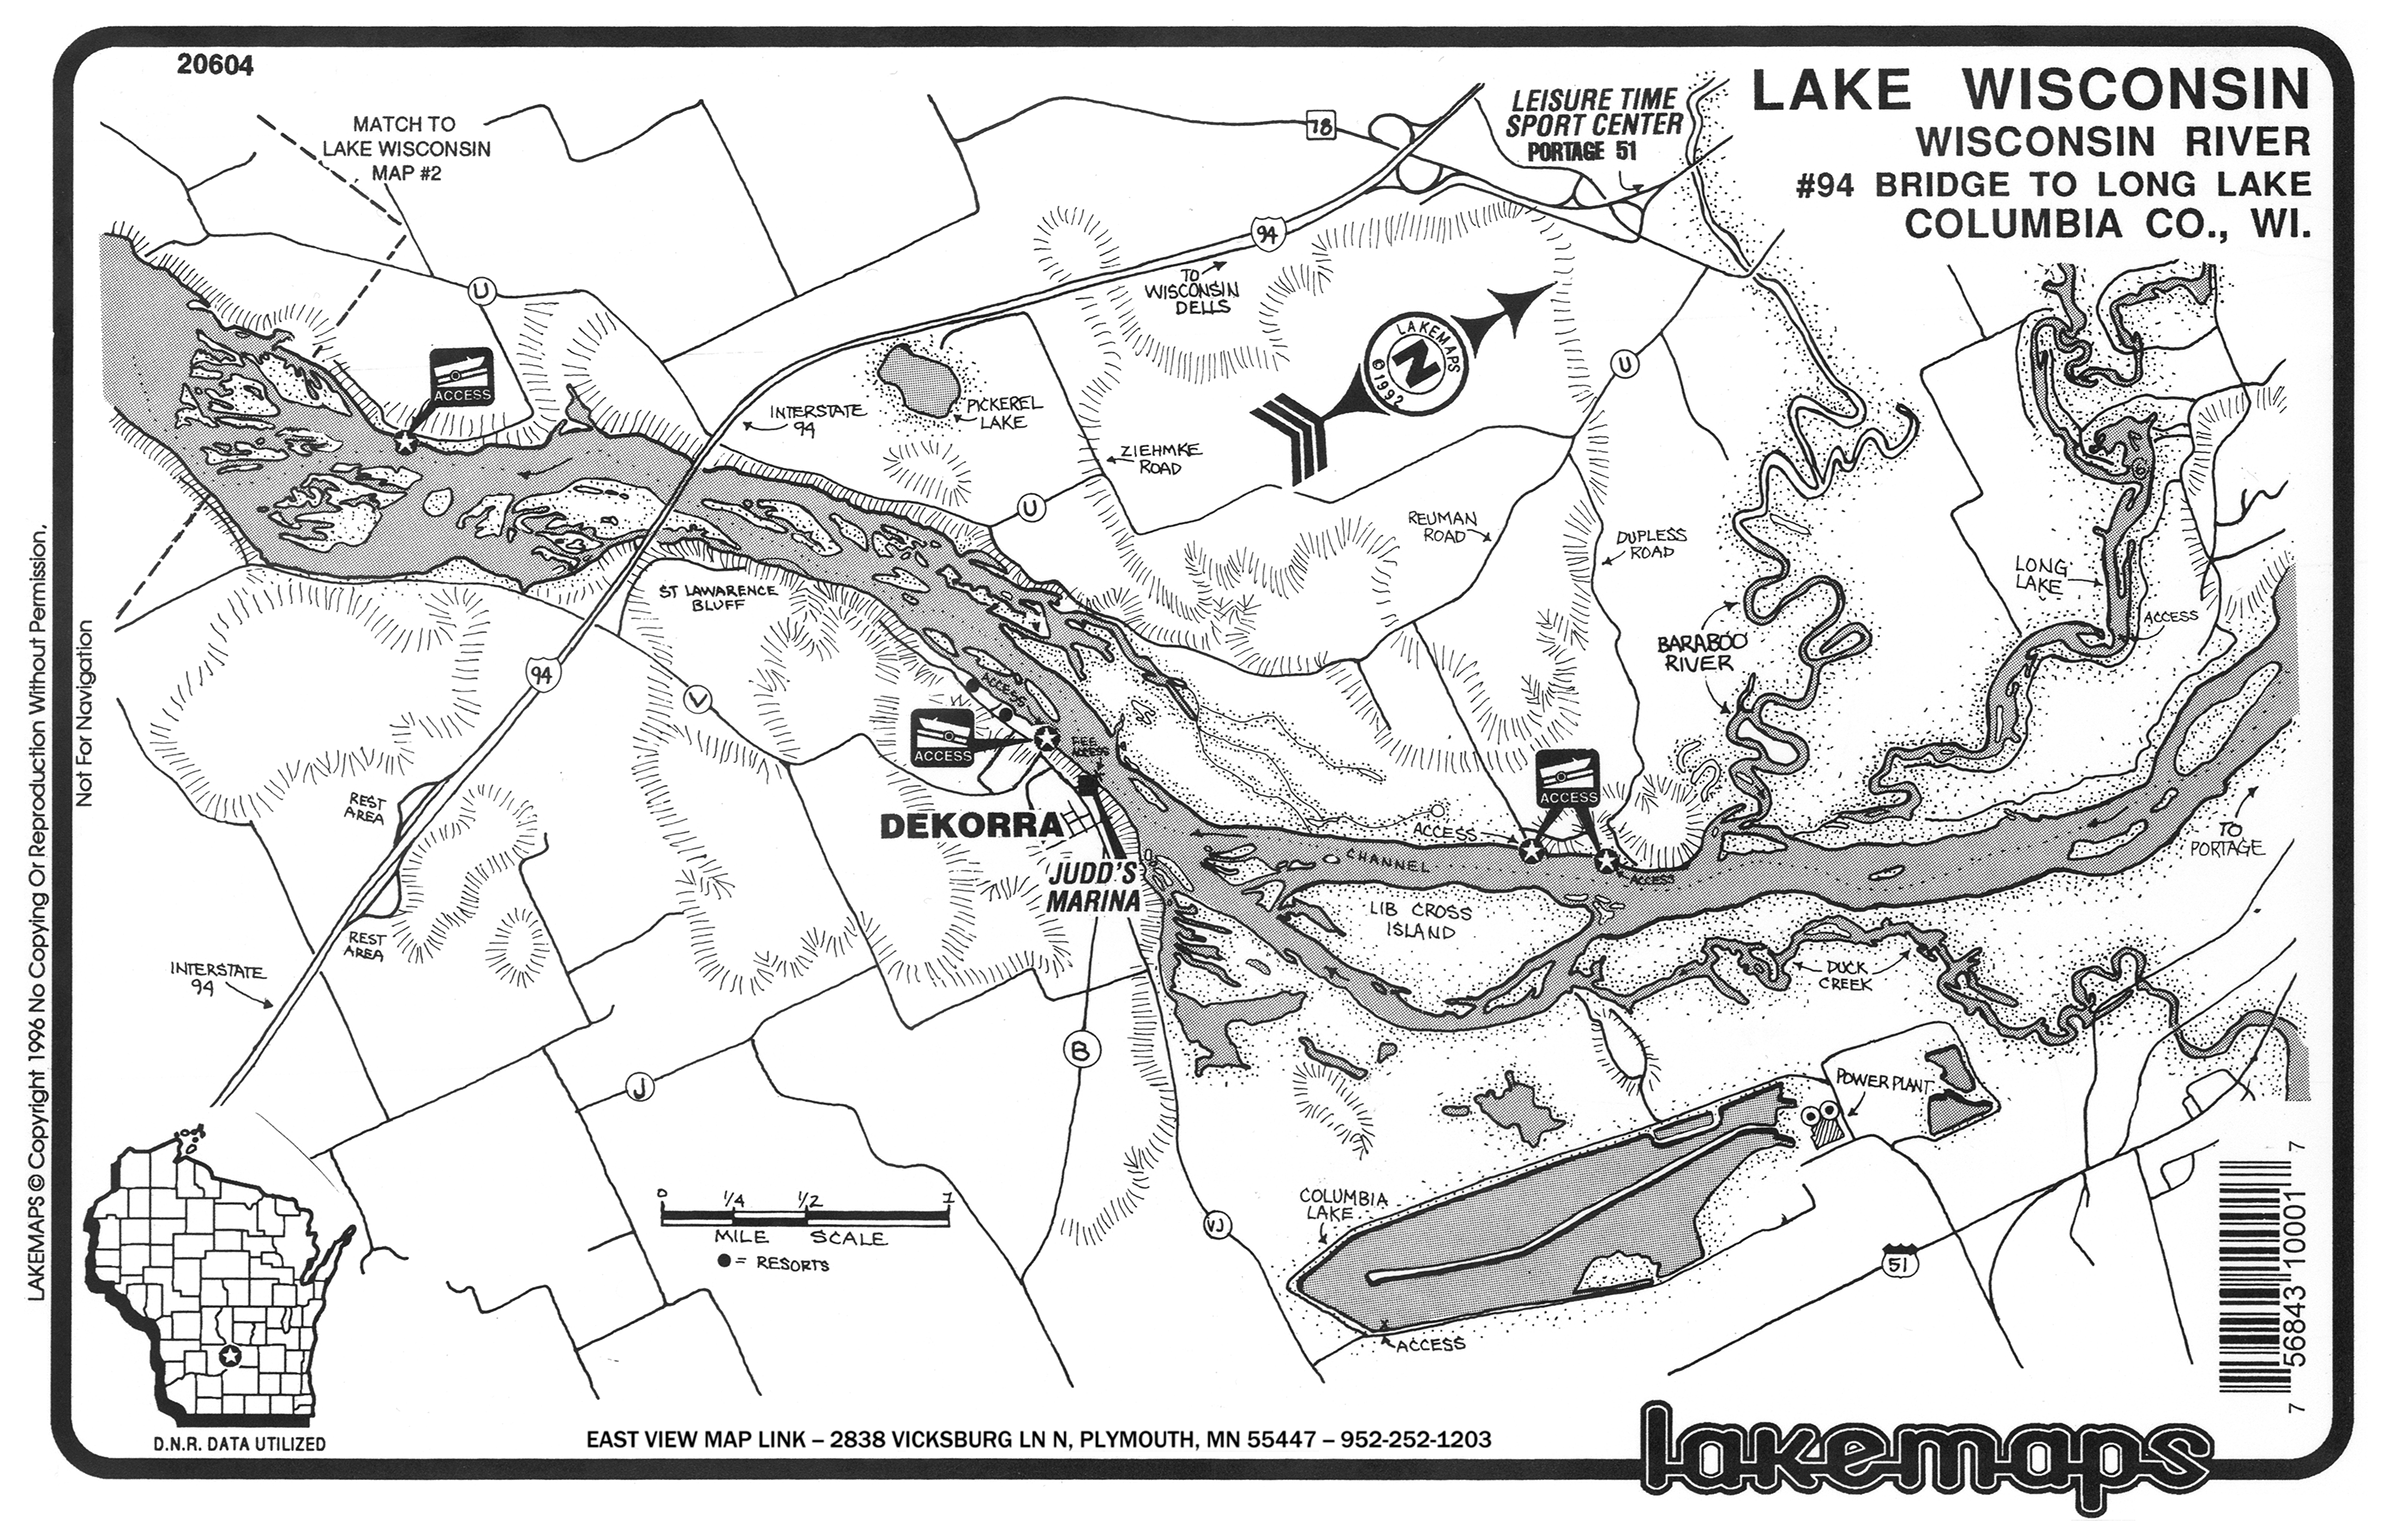 20604
MATCH TO
LAKE WISCONSIN
MAP #2
LEISURE TIME
SPORT CENTER
PORTAGE 51
LAKE WISCONSIN
WISCONSIN RIVER
#94 BRIDGE TO LONG LAKE
COLUMBIA CO., WI.
78
94
TO
WISCONSIN
DELLS
U
ACCESS
LAKEMAPS
N
©1992
INTERSTATE
94
PICKEREL
LAKE
ZIEHMKE
ROAD
U
U
REUMAN
ROAD
DUPLESS
ROAD
LONG
LAKE
ACCESS
BARABOO
RIVER
ST LAWARENCE
BLUFF
94
V
ACCESS
ACCESS
FEE
ACCESS
REST
AREA
REST
AREA
INTERSTATE
94
DEKORRA
JUDD'S
MARINA
CHANNEL
ACCESS
ACCESS
ACCESS
LIB CROSS
ISLAND
TO
PORTAGE
DUCK
CREEK
B
J
POWER PLANT
COLUMBIA
LAKE
ACCESS
VJ
51
0 1/4 1/2 1
MILE SCALE
= RESORTS
D.N.R. DATA UTILIZED
EAST VIEW MAP LINK – 2838 VICKSBURG LN N, PLYMOUTH, MN 55447 – 952-252-1203
lakemaps
7 56843 10001 7
LAKEMAPS © Copyright 1996 No Copying Or Reproduction Without Permission.
Not For Navigation